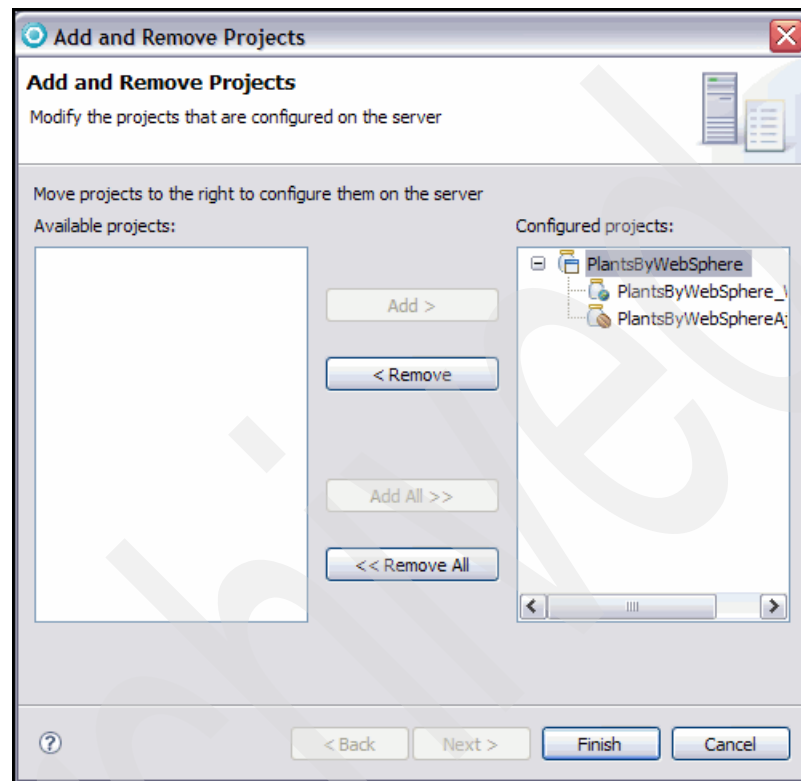 Add and Remove Projects
Add and Remove Projects
Modify the projects that are configured on the server
Move projects to the right to configure them on the server
Available projects:
Configured projects:
PlantsByWebSphere
PlantsByWebSphere_
PlantsByWebSphereAj
Add >
< Remove
Add All >>
<< Remove All
< Back
Next >
Finish
Cancel